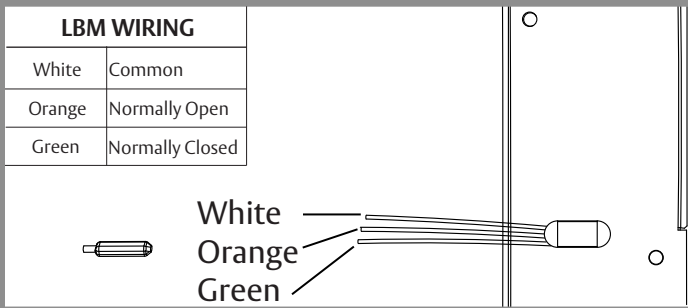 LBM WIRING
White Common
Orange Normally Open
Green Normally Closed
White
Orange
Green